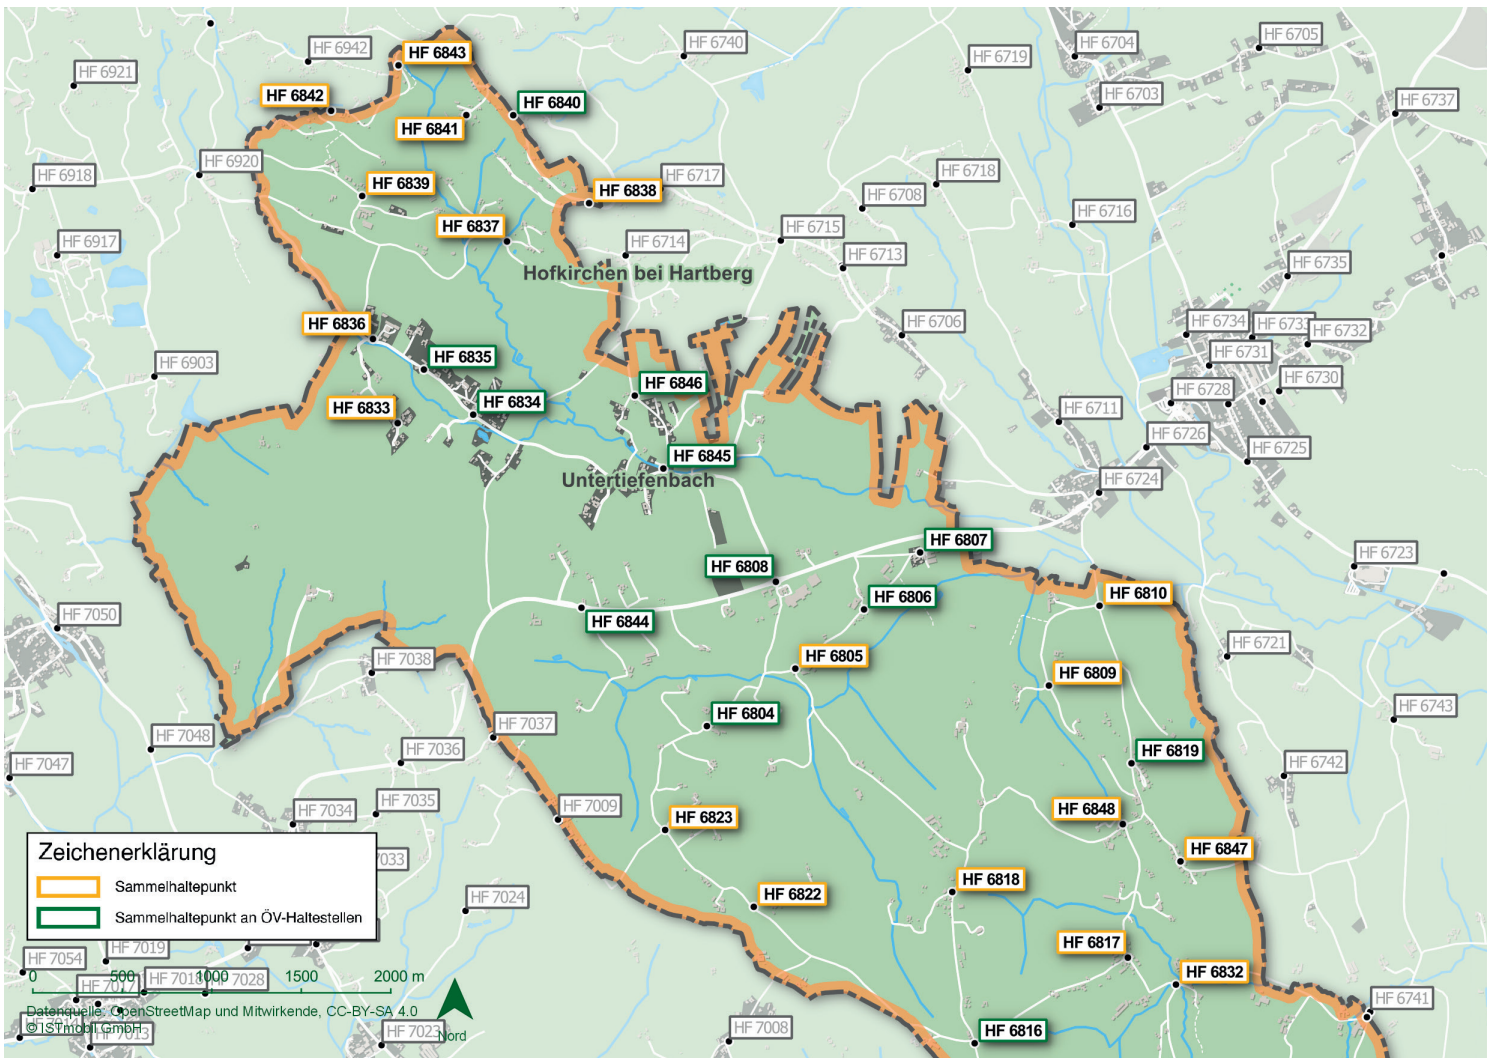 HF 6942
HF 6843
HF 6740
HF 6719
HF 6704
HF 6705
HF 6921
HF 6842
HF 6841
HF 6840
HF 6703
HF 6737
HF 6920
HF 6918
HF 6839
HF 6838
HF 6717
HF 6708
HF 6718
HF 6716
HF 6837
HF 6917
HF 6714
HF 6715
HF 6713
HF 6735
Hofkirchen bei Hartberg
HF 6836
HF 6706
HF 6734
HF 6733
HF 6732
HF 6903
HF 6835
HF 6731
HF 6846
HF 6728
HF 6730
HF 6833
HF 6834
HF 6711
HF 6726
HF 6725
HF 6845
Untertiefenbach
HF 6724
HF 6807
HF 6723
HF 6808
HF 6806
HF 6810
HF 7050
HF 6844
HF 7038
HF 6805
HF 6721
HF 6809
HF 6804
HF 6743
HF 7037
HF 7048
HF 7036
HF 6819
HF 6742
HF 7047
HF 7034
HF 7035
HF 7009
HF 6823
HF 6848
HF 6847
Zeichenerklärung
7033
Sammelhaltepunkt
Sammelhaltepunkt an ÖV-Haltestellen
HF 7024
HF 6822
HF 6818
HF 7019
HF 6817
HF 7054
HF 6832
0 500 1000 1500 2000 m
HF 7017
HF 7018
HF 7028
HF 6741
Datenquelle: OpenStreetMap und Mitwirkende, CC-BY-SA 4.0
© ISTmobil GmbH
HF 7013
HF 7023
Nord
HF 7008
HF 6816